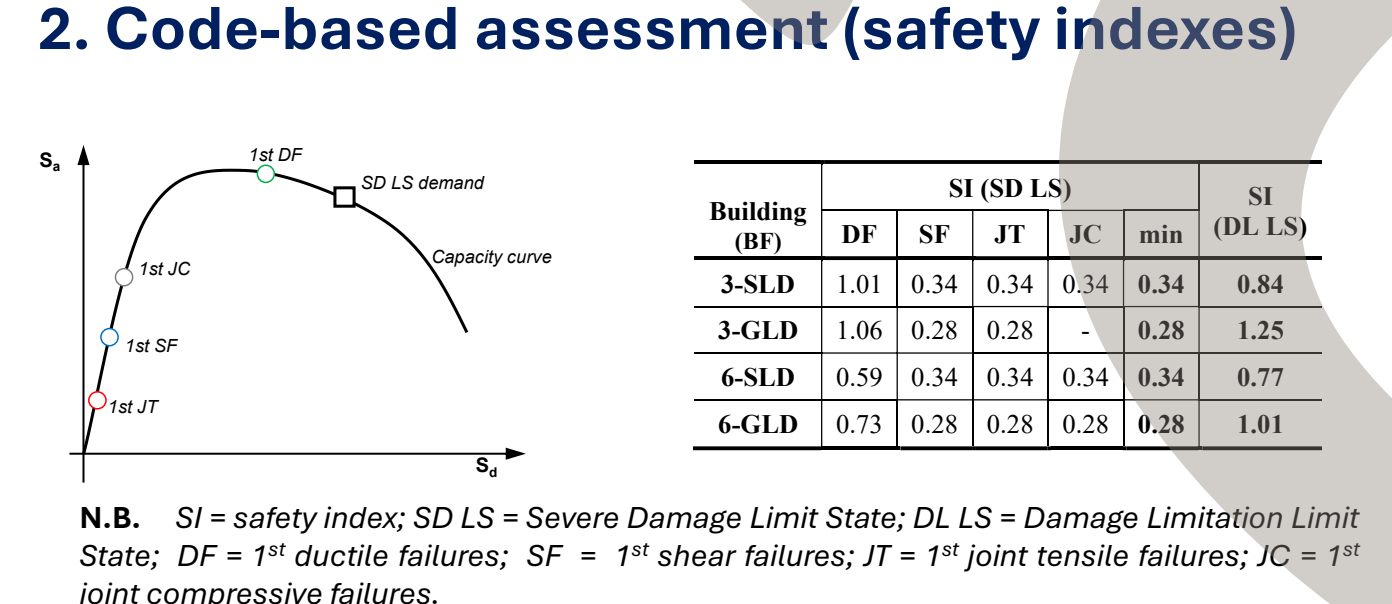 2. Code-based assessment (safety indexes)
Sa
1st DF
SD LS demand
Capacity curve
1st JC
1st SF
1st JT
Sd
Building (BF) SI (SD LS) SI (DL LS)
DF SF JT JC min
3-SLD 1.01 0.34 0.34 0.34 0.34 0.84
3-GLD 1.06 0.28 0.28 - 0.28 1.25
6-SLD 0.59 0.34 0.34 0.34 0.34 0.77
6-GLD 0.73 0.28 0.28 0.28 0.28 1.01
N.B. SI = safety index; SD LS = Severe Damage Limit State; DL LS = Damage Limitation Limit
State; DF = 1st ductile failures; SF = 1st shear failures; JT = 1st joint tensile failures; JC = 1st
joint compressive failures.